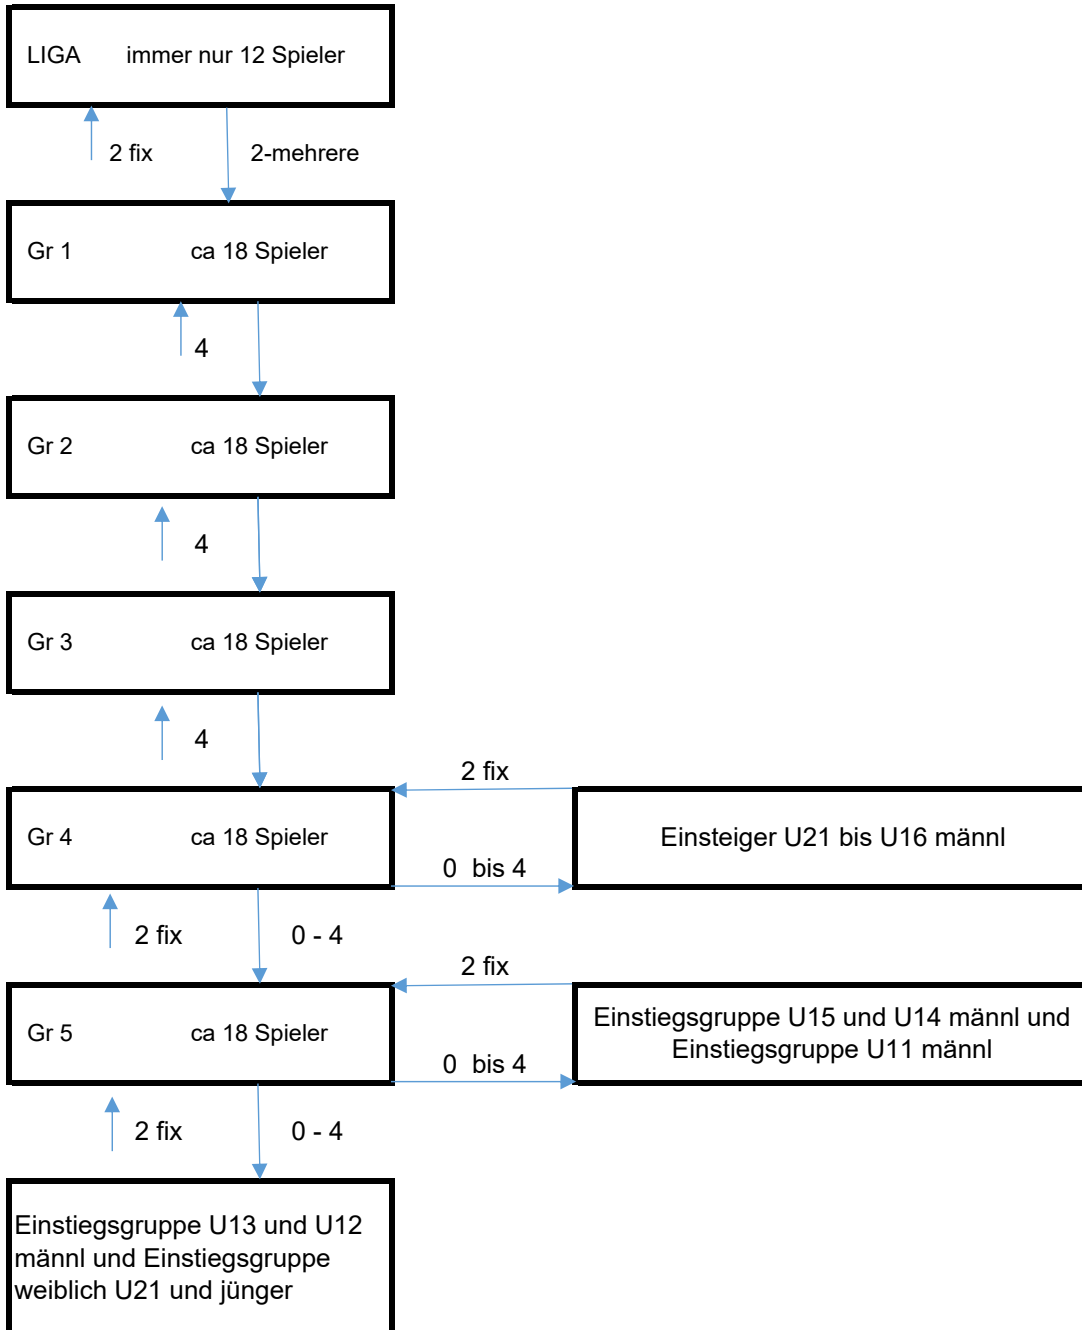 LIGA immer nur 12 Spieler
2 fix 2-mehrere
Gr 1 ca 18 Spieler
4
Gr 2 ca 18 Spieler
4
Gr 3 ca 18 Spieler
4
2 fix
Gr 4 ca 18 Spieler
Einsteiger U21 bis U16 männl
0 bis 4
2 fix 0 - 4
2 fix
Gr 5 ca 18 Spieler
Einstiegsgruppe U15 und U14 männl und
Einstiegsgruppe U11 männl
0 bis 4
2 fix 0 - 4
Einstiegsgruppe U13 und U12
männl und Einstiegsgruppe
weiblich U21 und jünger